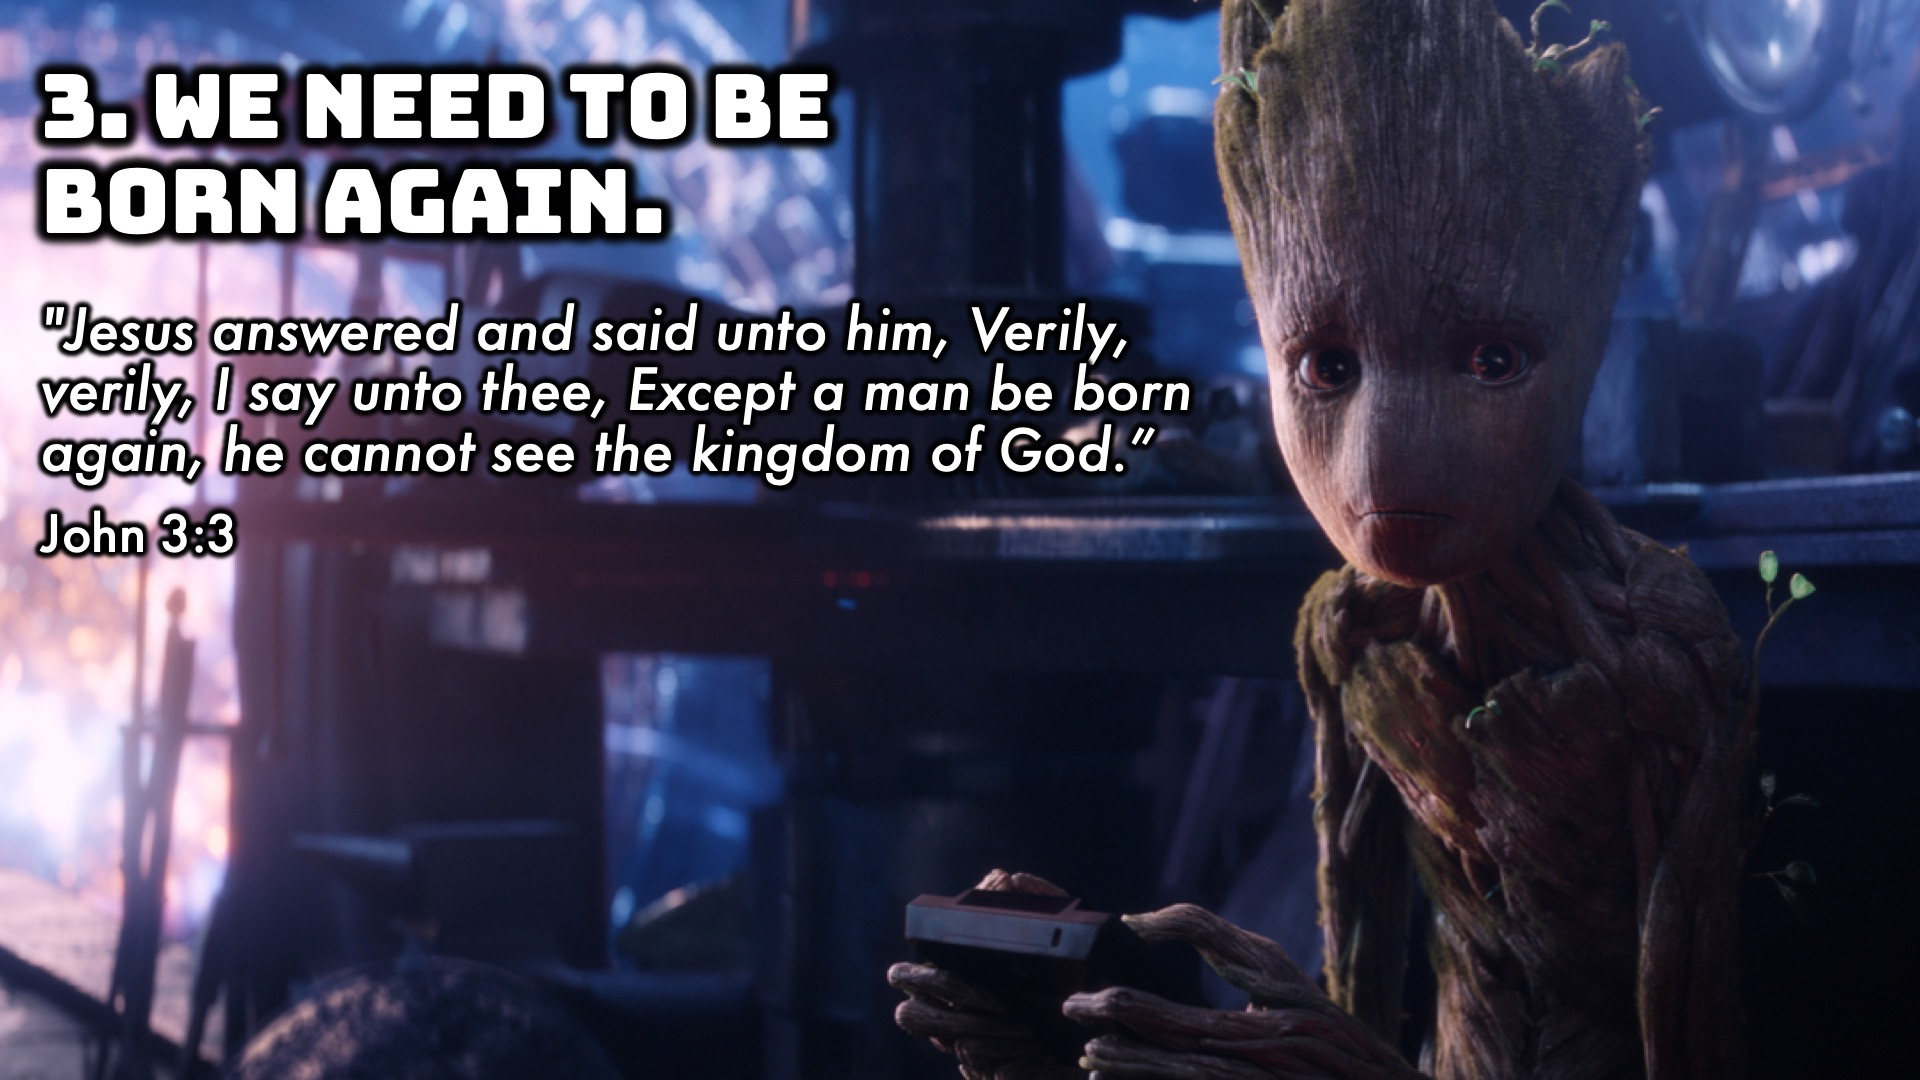 3. WE NEED TO BE
BORN AGAIN.
"Jesus answered and said unto him, Verily,
verily, I say unto thee, Except a man be born
again, he cannot see the kingdom of God.”
John 3:3